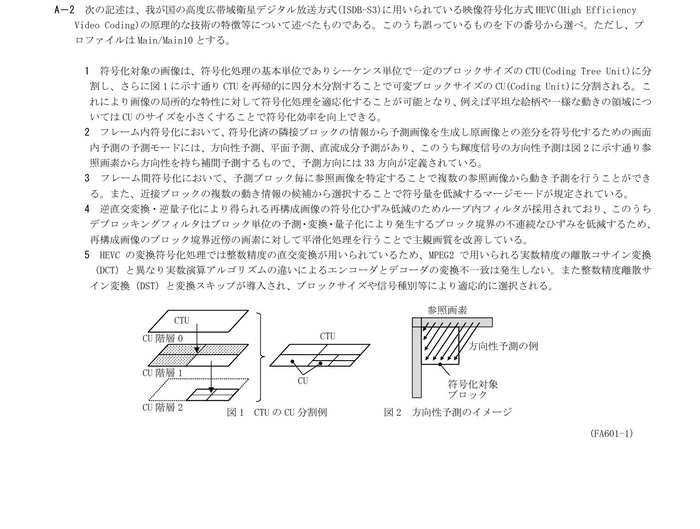 A－2 次の記述は、我が国の高度広帯域衛星デジタル放送方式(ISDB-S3)に用いられている映像符号化方式HEVC(High Efficiency
Video Coding)の原理的な技術の特徴等について述べたものである。このうち誤っているものを下の番号から選べ。ただし、プ
ロファイルは Main/Main10 とする。
1 符号化対象の画像は、符号化処理の基本単位でありシーケンス単位で一定のブロックサイズの CTU(Coding Tree Unit)に分
割し、さらに図1に示す通り CTU を再帰的に四分木分割することで可変ブロックサイズの CU(Coding Unit)に分割される。こ
れにより画像の局所的な特性に対して符号化処理を適応化することが可能となり、例えば平坦な絵柄や一様な動きの領域につ
いては CU のサイズを小さくすることで符号化効率を向上できる。
2 フレーム内符号化において、符号化済の隣接ブロックの情報から予測画像を生成し原画像との差分を符号化するための画面
内予測の予測モードには、方向性予測、平面予測、直流成分予測があり、このうち輝度信号の方向性予測は図2に示す通り参
照画素から方向性を持ち補間予測するもので、予測方向には 33 方向が定義されている。
3 フレーム間符号化において、予測ブロック毎に参照画像を特定することで複数の参照画像から動き予測を行うことができ
る。また、近接ブロックの複数の動き情報の候補から選択することで符号量を低減するマージモードが規定されている。
4 逆直交変換・逆量子化により得られる再構成画像の符号化ひずみ低減のためループ内フィルタが採用されており、このうち
デブロッキングフィルタはブロック単位の予測・変換・量子化により発生するブロック境界の不連続なひずみを低減するため、
再構成画像のブロック境界近傍の画素に対して平滑化処理を行うことで主観画質を改善している。
5 HEVC の変換符号化処理では整数精度の直交変換が用いられているため、MPEG2 で用いられる実数精度の離散コサイン変換
（DCT）と異なり実数演算アルゴリズムの違いによるエンコーダとデコーダの変換不一致は発生しない。また整数精度離散サ
イン変換（DST）と変換スキップが導入され、ブロックサイズや信号種別等により適応的に選択される。
CTU
CU 階層 0
CU 階層 1
CU 階層 2
CTU
CU
図1 CTU の CU 分割例
参照画素
方向性予測の例
符号化対象
ブロック
図2 方向性予測のイメージ
(FA601-1)